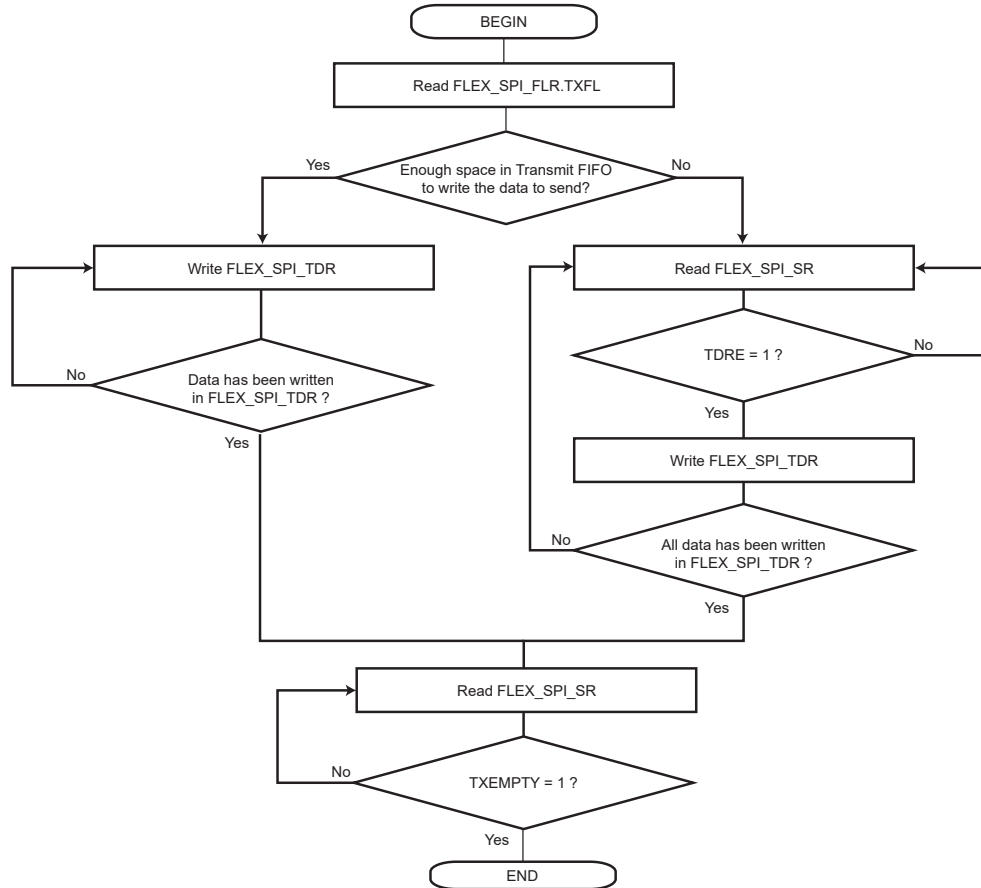 BEGIN
Read FLEX_SPI_FLR.TXFL
Yes
Enough space in Transmit FIFO
to write the data to send?
No
Write FLEX_SPI_TDR
Read FLEX_SPI_SR
No
Data has been written
in FLEX_SPI_TDR ?
Yes
TDRE = 1 ?
No
Yes
Write FLEX_SPI_TDR
No
All data has been written
in FLEX_SPI_TDR ?
Yes
Read FLEX_SPI_SR
No
TXEMPTY = 1 ?
Yes
END